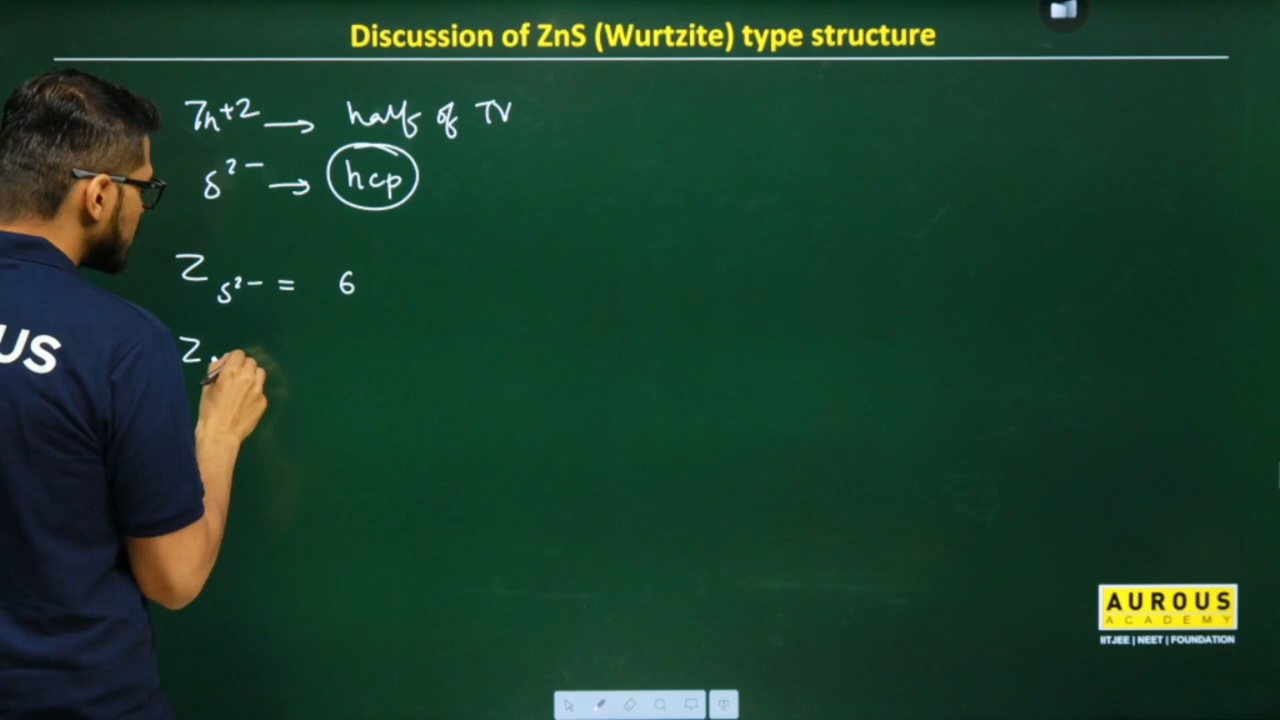 Discussion of ZnS (Wurtzite) type structure
Zn+2 → half of TV
S2- → hcp
Z S2- = 6
Z
US
AUROUS
ACADEMY
IITJEE | NEET | FOUNDATION